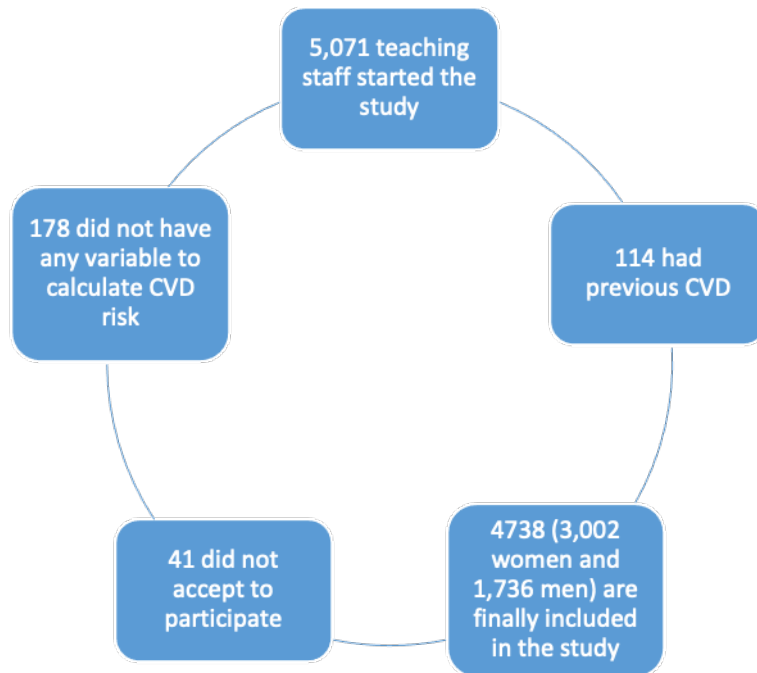 5,071 teaching
staff started the
study
178 did not have
any variable to
calculate CVD
risk
114 had
previous CVD
41 did not
accept to
participate
4738 (3,002
women and
1,736 men) are
finally included
in the study